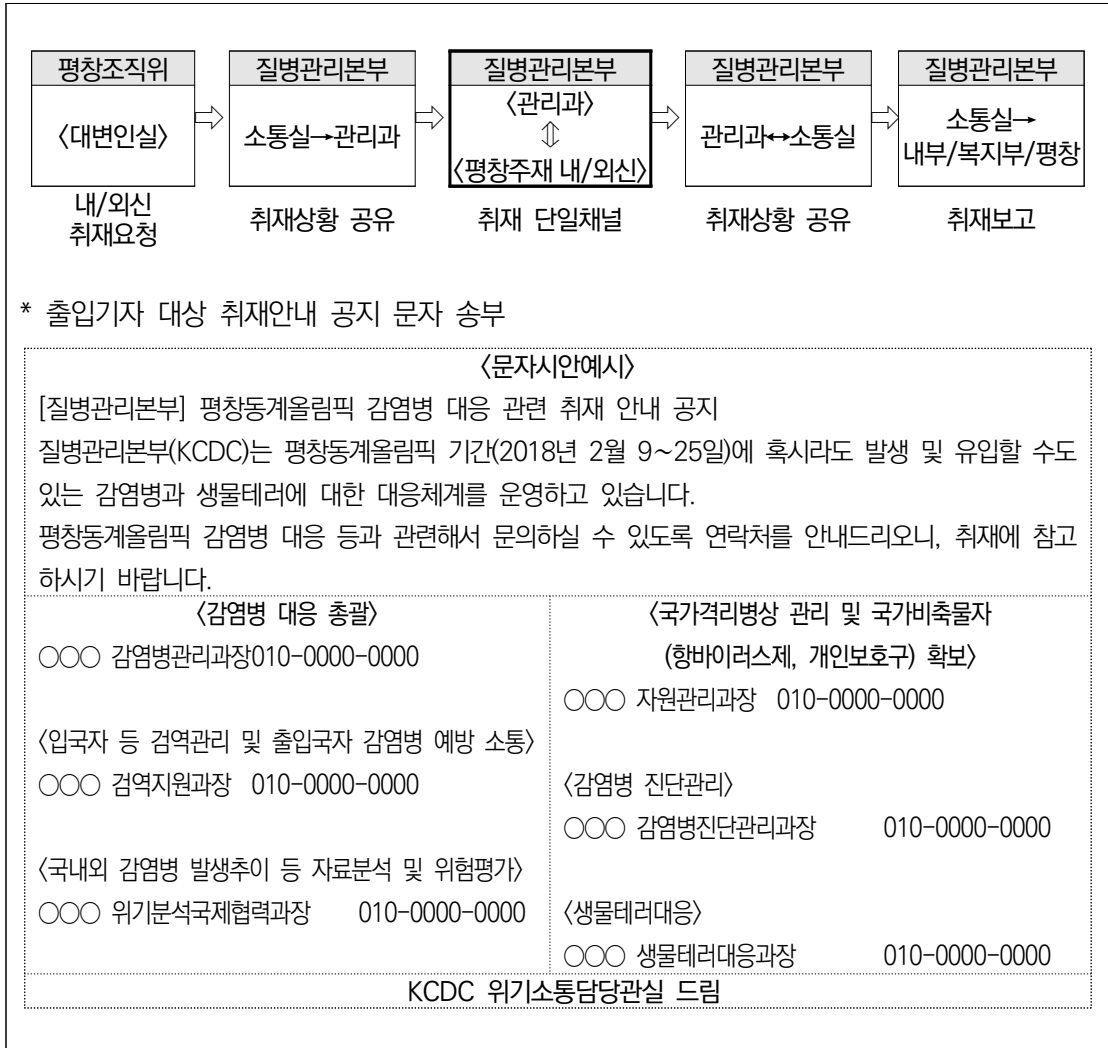 평창조직위
〈대변인실〉
내/외신
취재요청
질병관리본부
소통실→관리과
취재상황 공유
질병관리본부
〈관리과〉
⇕
〈평창주재 내/외신〉
취재 단일채널
질병관리본부
관리과↔소통실
취재상황 공유
질병관리본부
소통실→
내부/복지부/평창
취재보고
* 출입기자 대상 취재안내 공지 문자 송부
〈문자시안예시〉
[질병관리본부] 평창동계올림픽 감염병 대응 관련 취재 안내 공지
질병관리본부(KCDC)는 평창동계올림픽 기간(2018년 2월 9~25일)에 혹시라도 발생 및 유입할 수도
있는 감염병과 생물테러에 대한 대응체계를 운영하고 있습니다.
평창동계올림픽 감염병 대응 등과 관련해서 문의하실 수 있도록 연락처를 안내드리오니, 취재에 참고
하시기 바랍니다.
〈감염병 대응 총괄〉
○○○ 감염병관리과장010-0000-0000
〈입국자 등 검역관리 및 출입국자 감염병 예방 소통〉
○○○ 검역지원과장 010-0000-0000
〈국내외 감염병 발생추이 등 자료분석 및 위험평가〉
○○○ 위기분석국제협력과장 010-0000-0000
〈국가격리병상 관리 및 국가비축물자
(항바이러스제, 개인보호구) 확보〉
○○○ 자원관리과장 010-0000-0000
〈감염병 진단관리〉
○○○ 감염병진단관리과장 010-0000-0000
〈생물테러대응〉
○○○ 생물테러대응과장 010-0000-0000
KCDC 위기소통담당관실 드림